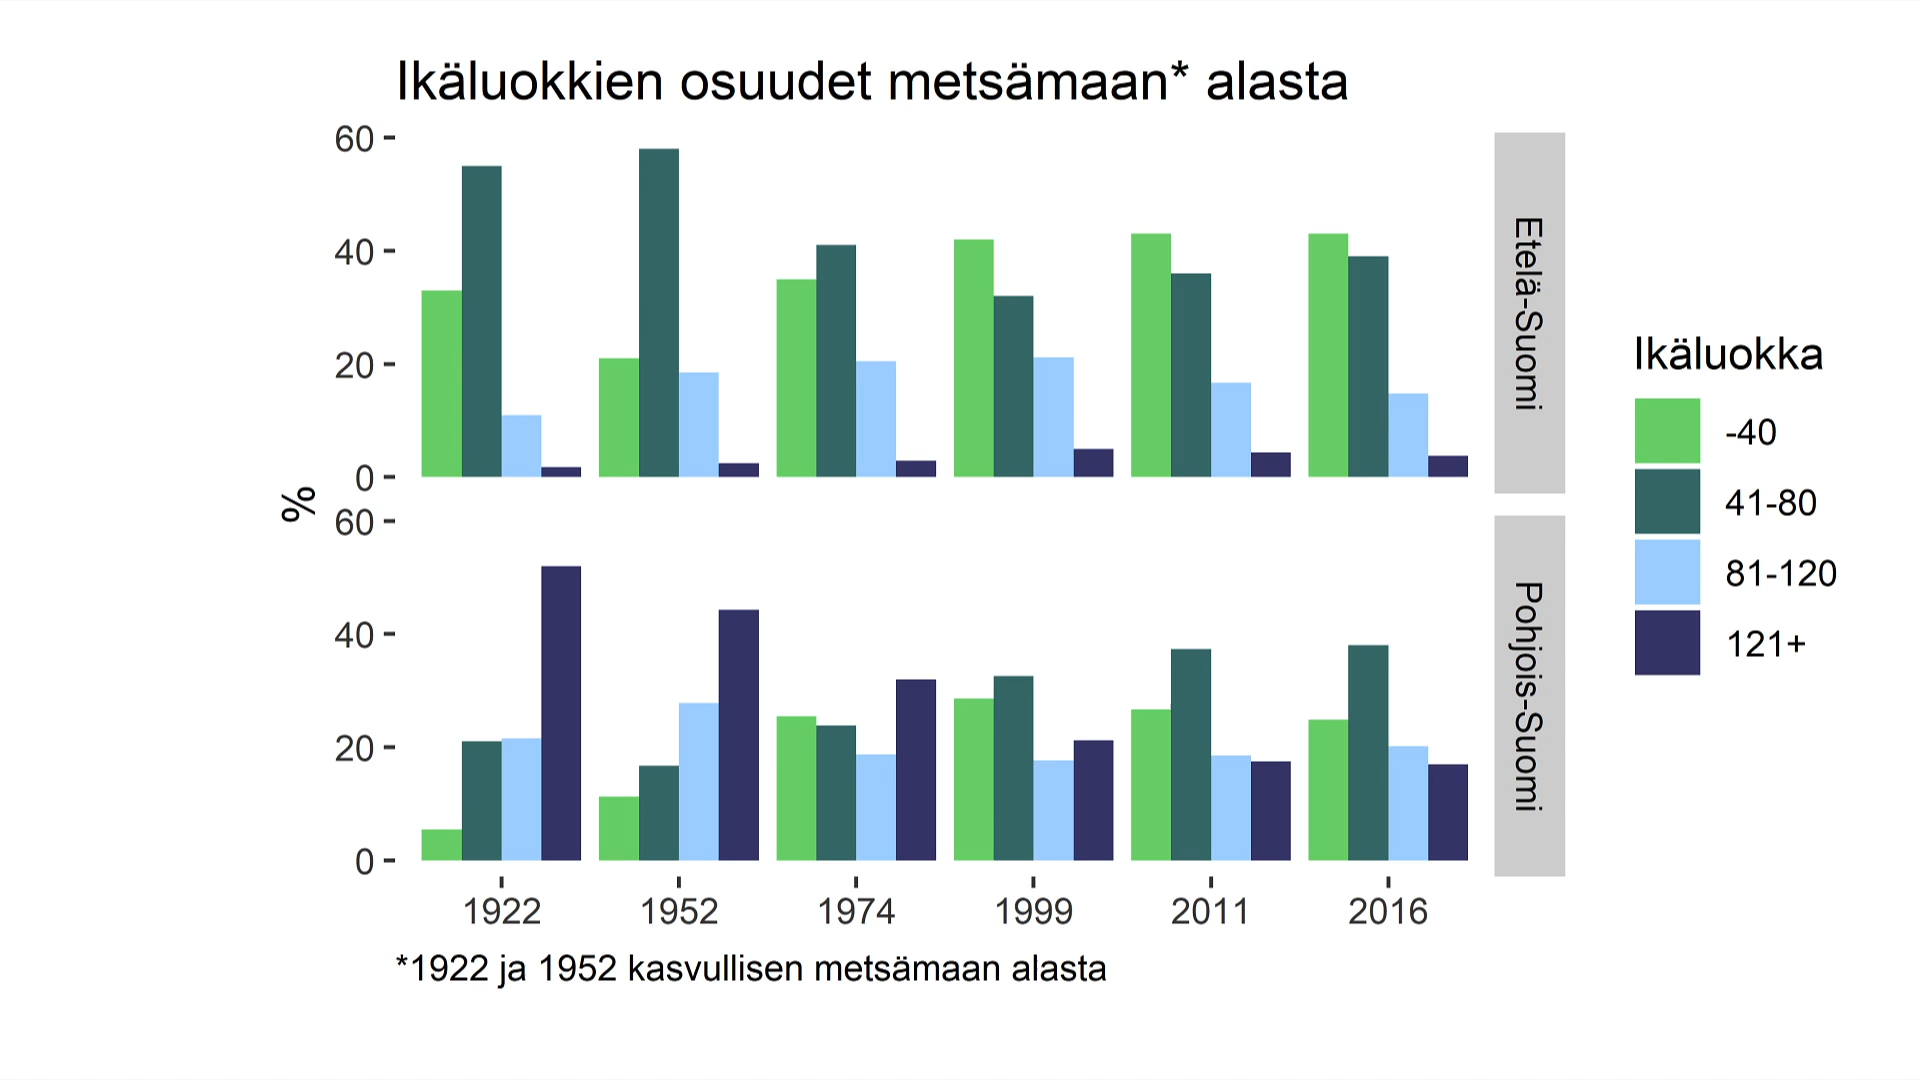 Ikäluokkien osuudet metsämaan* alasta
60
40
20
0
Etelä-Suomi
%
60
40
20
0
Pohjois-Suomi
1922 1952 1974 1999 2011 2016
*1922 ja 1952 kasvullisen metsämaan alasta
Ikäluokka
-40
41-80
81-120
121+